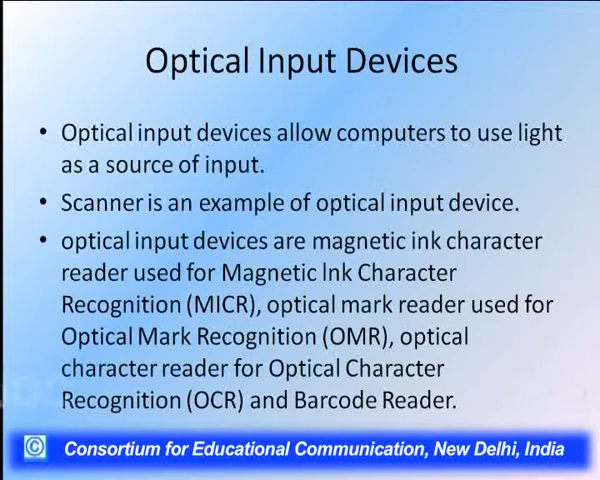 Optical Input Devices
• Optical input devices allow computers to use light
as a source of input.
• Scanner is an example of optical input device.
• optical input devices are magnetic ink character
reader used for Magnetic Ink Character
Recognition (MICR), optical mark reader used for
Optical Mark Recognition (OMR), optical
character reader for Optical Character
Recognition (OCR) and Barcode Reader.
© Consortium for Educational Communication, New Delhi, India